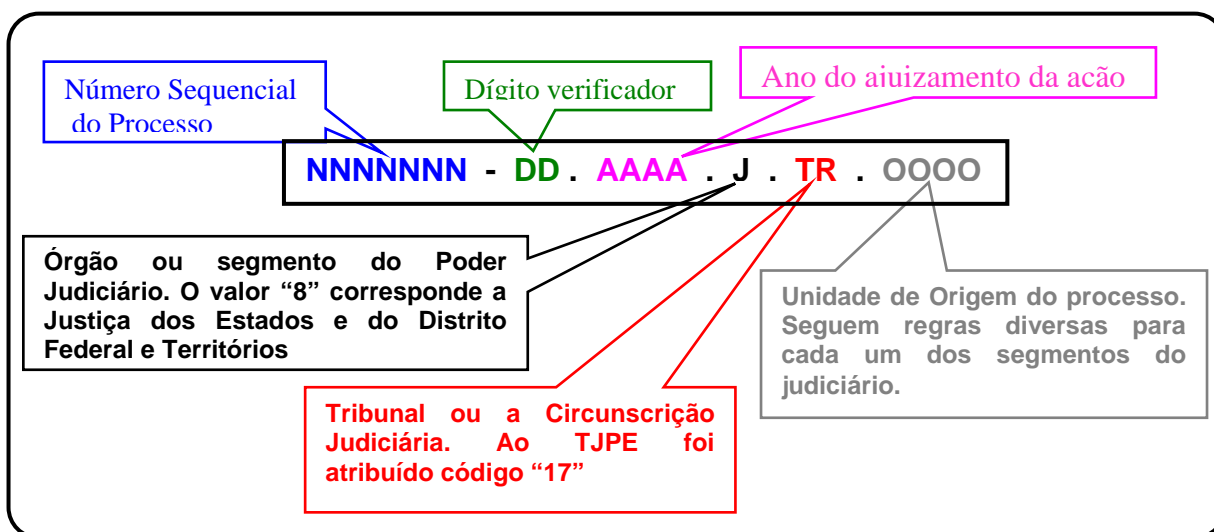 Número Sequencial
do Processo
Dígito verificador
Ano do ajuizamento da ação
NNNNNNN - DD . AAAA . J . TR . OOOO
Órgão ou segmento do Poder
Judiciário. O valor “8” corresponde a
Justiça dos Estados e do Distrito
Federal e Territórios
Unidade de Origem do processo.
Seguem regras diversas para
cada um dos segmentos do
judiciário.
Tribunal ou a Circunscrição
Judiciária. Ao TJPE foi
atribuído código “17”